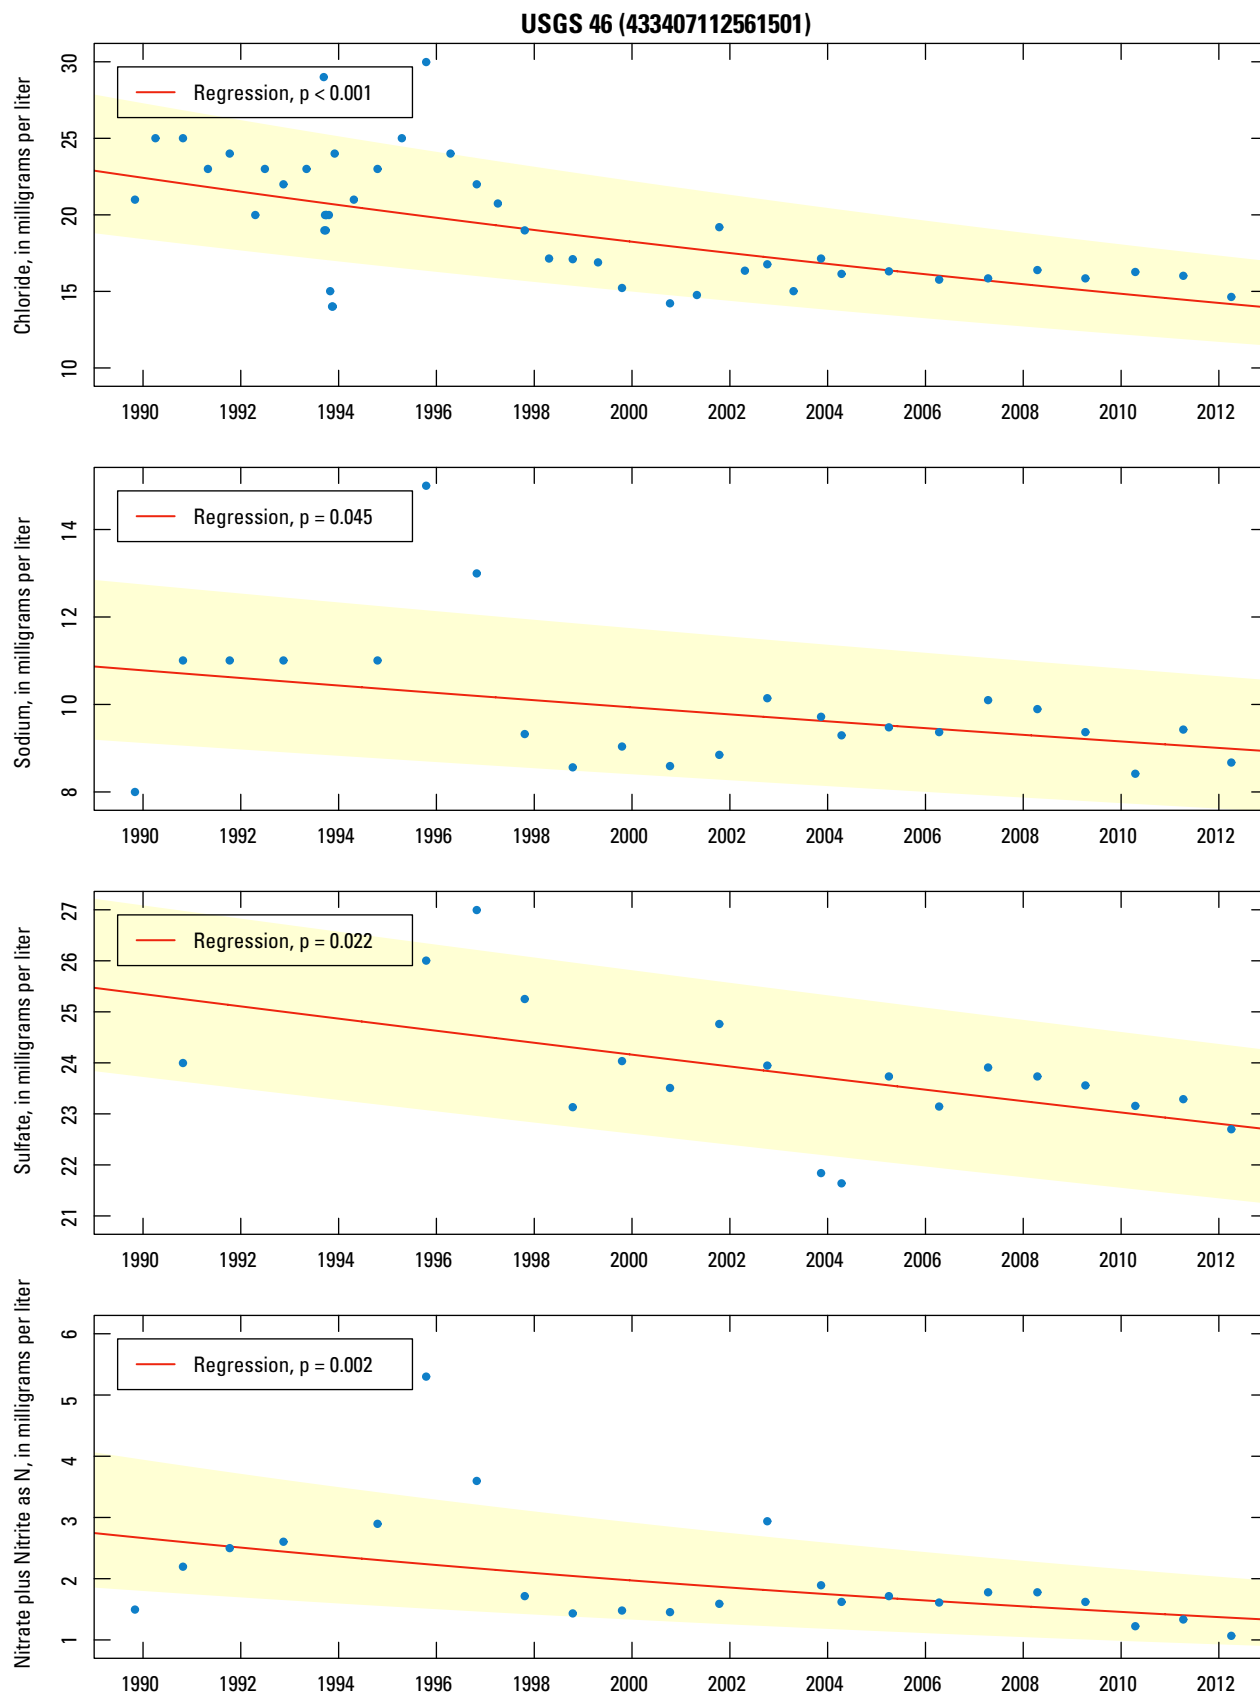 USGS 46 (433407112561501)
Chloride, in milligrams per liter
30
25
20
15
10
Regression, p < 0.001
1990 1992 1994 1996 1998 2000 2002 2004 2006 2008 2010 2012
Sodium, in milligrams per liter
14
12
10
8
Regression, p = 0.045
1990 1992 1994 1996 1998 2000 2002 2004 2006 2008 2010 2012
Sulfate, in milligrams per liter
27
26
25
24
23
22
21
Regression, p = 0.022
1990 1992 1994 1996 1998 2000 2002 2004 2006 2008 2010 2012
Nitrate plus Nitrite as N, in milligrams per liter
6
5
4
3
2
1
Regression, p = 0.002
1990 1992 1994 1996 1998 2000 2002 2004 2006 2008 2010 2012